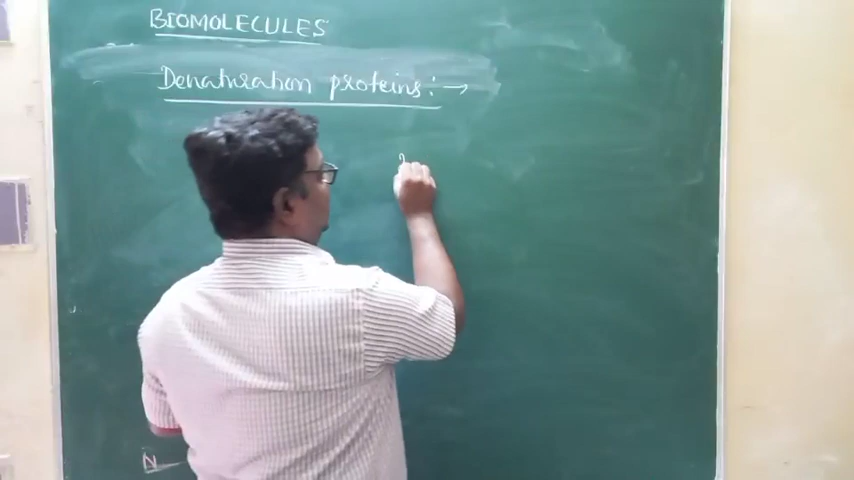 BIOMOLECULES
Denaturation proteins:→
N